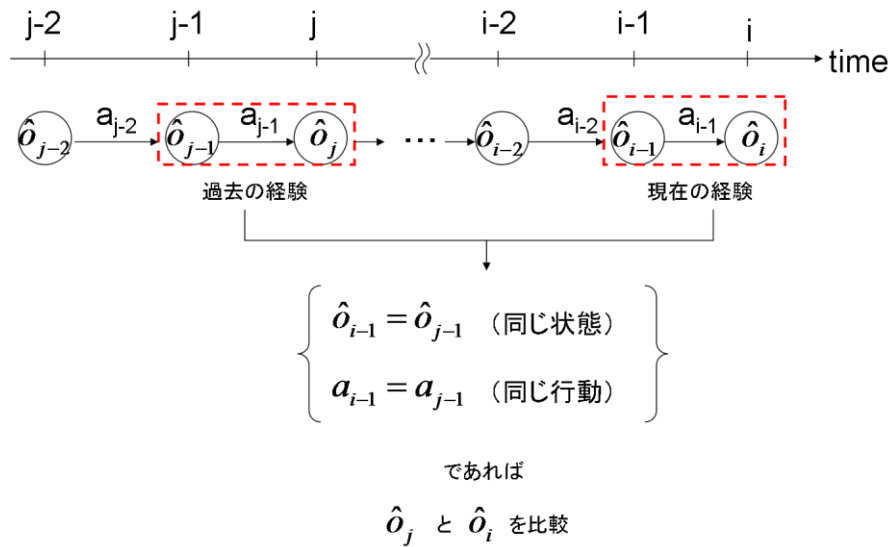 j-2 j-1 j i-2 i-1 i
time
a_{j-2} a_{j-1} a_{i-2} a_{i-1}
ô_{j-2} ô_{j-1} ô_j … ô_{i-2} ô_{i-1} ô_i
過去の経験 現在の経験
ô_{i-1} = ô_{j-1} （同じ状態）
a_{i-1} = a_{j-1} （同じ行動）
であれば
ô_j と ô_i を比較